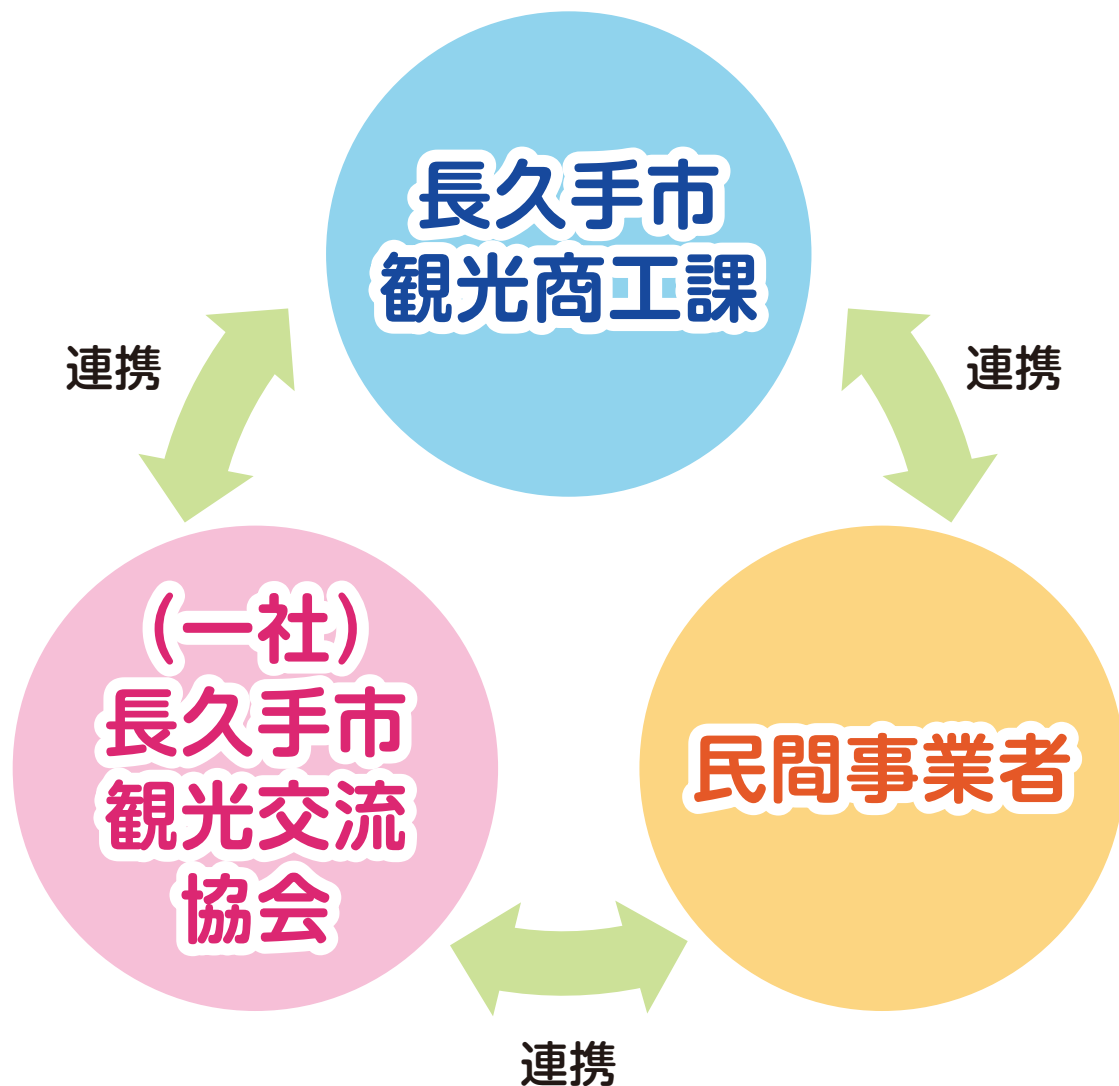 長久手市
観光商工課
連携
連携
（一社）
長久手市
観光交流
協会
民間事業者
連携